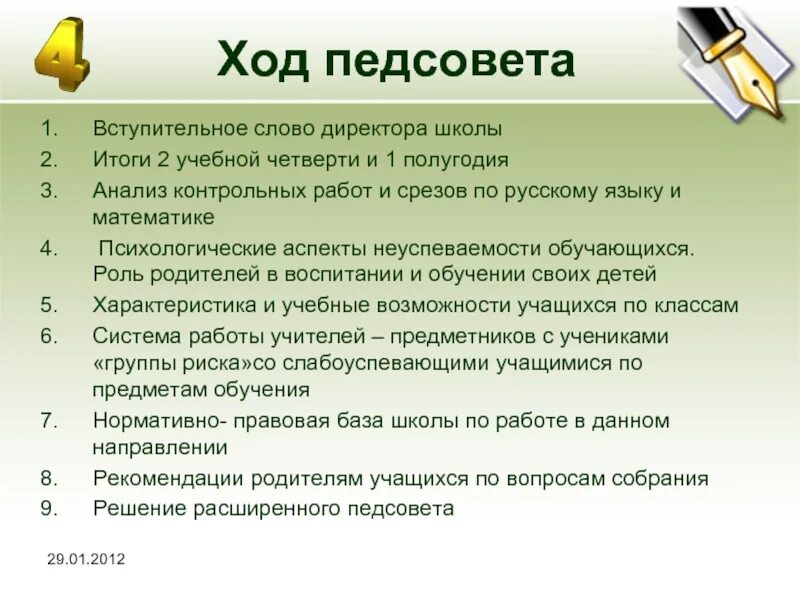 4
Ход педсовета
1. Вступительное слово директора школы
2. Итоги 2 учебной четверти и 1 полугодия
3. Анализ контрольных работ и срезов по русскому языку и
математике
4. Психологические аспекты неуспеваемости обучающихся.
Роль родителей в воспитании и обучении своих детей
5. Характеристика и учебные возможности учащихся по классам
6. Система работы учителей – предметников с учениками
«группы риска»со слабоуспевающими учащимися по
предметам обучения
7. Нормативно- правовая база школы по работе в данном
направлении
8. Рекомендации родителям учащихся по вопросам собрания
9. Решение расширенного педсовета
29.01.2012